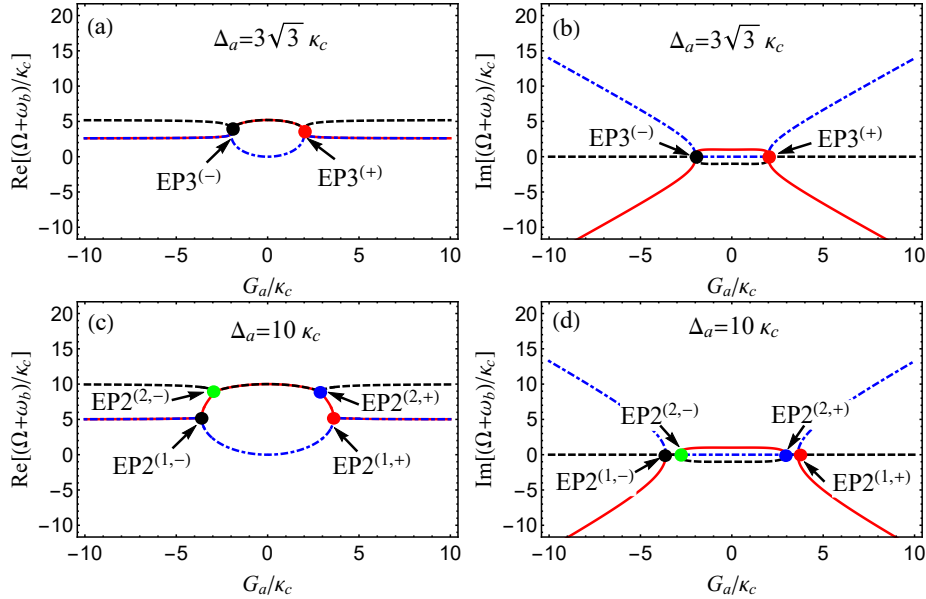 (a)
Δa=3√3 κc
Re[(Ω+ωb)/κc]
20
15
10
5
0
−5
−10
EP3(−)
EP3(+)
−10 −5 0 5 10
Ga/κc
(b)
Δa=3√3 κc
Im[(Ω+ωb)/κc]
20
15
10
5
0
−5
−10
EP3(−)
EP3(+)
−10 −5 0 5 10
Ga/κc
(c)
Δa=10 κc
Re[(Ω+ωb)/κc]
20
15
10
5
0
−5
−10
EP2(2,−)
EP2(2,+)
EP2(1,−)
EP2(1,+)
−10 −5 0 5 10
Ga/κc
(d)
Δa=10 κc
Im[(Ω+ωb)/κc]
20
15
10
5
0
−5
−10
EP2(2,−)
EP2(2,+)
EP2(1,−)
EP2(1,+)
−10 −5 0 5 10
Ga/κc